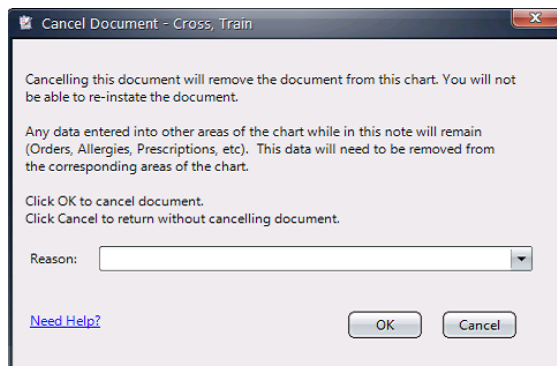 Cancel Document - Cross, Train
Cancelling this document will remove the document from this chart. You will not
be able to re-instate the document.
Any data entered into other areas of the chart while in this note will remain
(Orders, Allergies, Prescriptions, etc).  This data will need to be removed from
the corresponding areas of the chart.
Click OK to cancel document.
Click Cancel to return without cancelling document.
Reason:
Need Help?
OK
Cancel